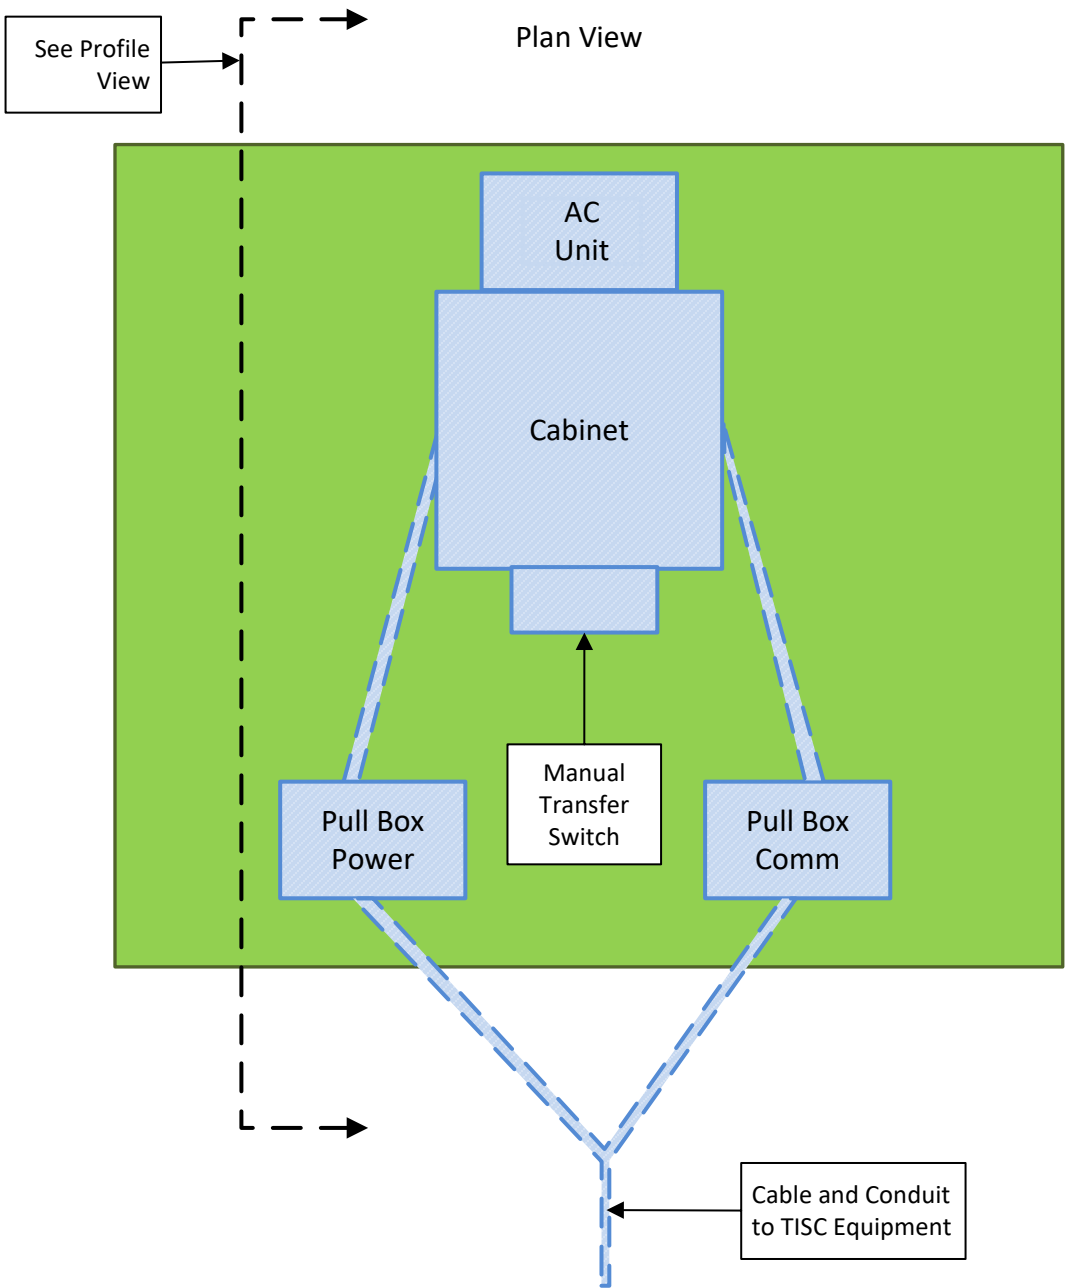 Plan View
See Profile
View
AC
Unit
Cabinet
Manual
Transfer
Switch
Pull Box
Power
Pull Box
Comm
Cable and Conduit
to TISC Equipment